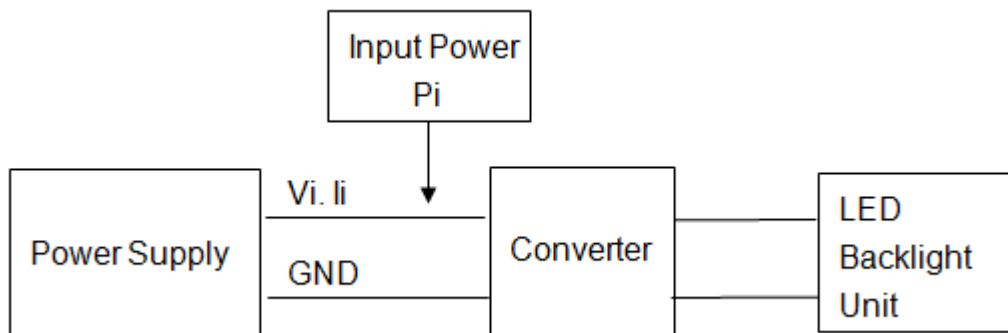 Input Power
Pi
Vi. Ii
Power Supply
GND
Converter
LED
Backlight
Unit